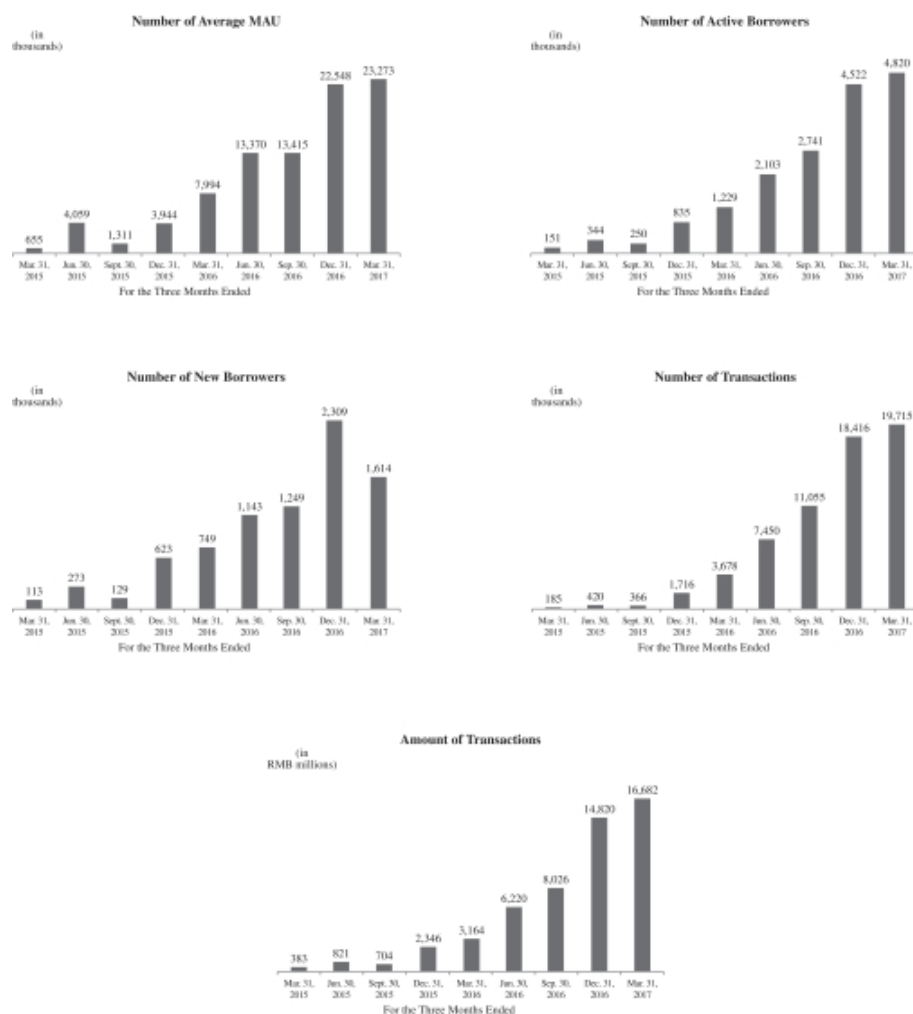 Number of Average MAU
(in
thousands)
655
4,059
1,311
3,944
7,994
13,370
13,415
22,548
23,273
Mar. 31, Jun. 30, Sept. 30, Dec. 31, Mar. 31, Jun. 30, Sep. 30, Dec. 31, Mar. 31,
2015 2015 2015 2015 2016 2016 2016 2016 2017
For the Three Months Ended
Number of Active Borrowers
(in
thousands)
151
344
250
835
1,229
2,103
2,741
4,522
4,820
Mar. 31, Jun. 30, Sept. 30, Dec. 31, Mar. 31, Jun. 30, Sep. 30, Dec. 31, Mar. 31,
2015 2015 2015 2015 2016 2016 2016 2016 2017
For the Three Months Ended
Number of New Borrowers
(in
thousands)
113
273
129
623
749
1,143
1,249
2,309
1,614
Mar. 31, Jun. 30, Sept. 30, Dec. 31, Mar. 31, Jun. 30, Sep. 30, Dec. 31, Mar. 31,
2015 2015 2015 2015 2016 2016 2016 2016 2017
For the Three Months Ended
Number of Transactions
(in
thousands)
185
420
366
1,716
3,678
7,450
11,055
18,416
19,715
Mar. 31, Jun. 30, Sept. 30, Dec. 31, Mar. 31, Jun. 30, Sep. 30, Dec. 31, Mar. 31,
2015 2015 2015 2015 2016 2016 2016 2016 2017
For the Three Months Ended
Amount of Transactions
(in
RMB millions)
383
821
704
2,346
3,164
6,220
8,026
14,820
16,682
Mar. 31, Jun. 30, Sept. 30, Dec. 31, Mar. 31, Jun. 30, Sep. 30, Dec. 31, Mar. 31,
2015 2015 2015 2015 2016 2016 2016 2016 2017
For the Three Months Ended